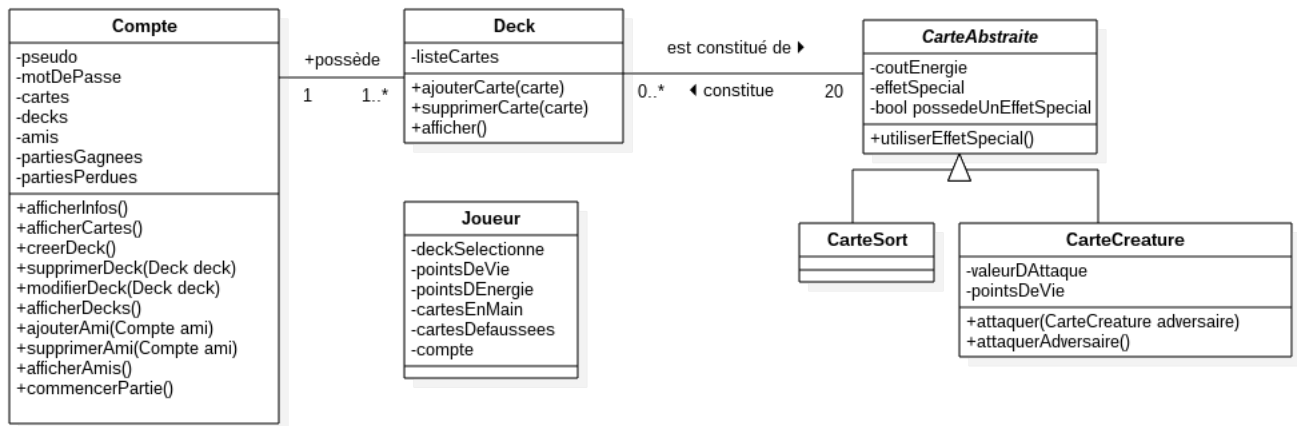 Compte
-pseudo
-motDePasse
-cartes
-decks
-amis
-partiesGagnees
-partiesPerdues
+afficherInfos()
+afficherCartes()
+creerDeck()
+supprimerDeck(Deck deck)
+modifierDeck(Deck deck)
+afficherDecks()
+ajouterAmi(Compte ami)
+supprimerAmi(Compte ami)
+afficherAmis()
+commencerPartie()
+possède
1
1..*
Deck
-listeCartes
+ajouterCarte(carte)
+supprimerCarte(carte)
+afficher()
est constitué de
0..*
constitue
20
CarteAbstraite
-coutEnergie
-effetSpecial
-bool possedeUnEffetSpecial
+utiliserEffetSpecial()
Joueur
-deckSelectionne
-pointsDeVie
-pointsDEnergie
-cartesEnMain
-cartesDefaussees
-compte
CarteSort
CarteCreature
-valeurDAttaque
-pointsDeVie
+attaquer(CarteCreature adversaire)
+attaquerAdversaire()